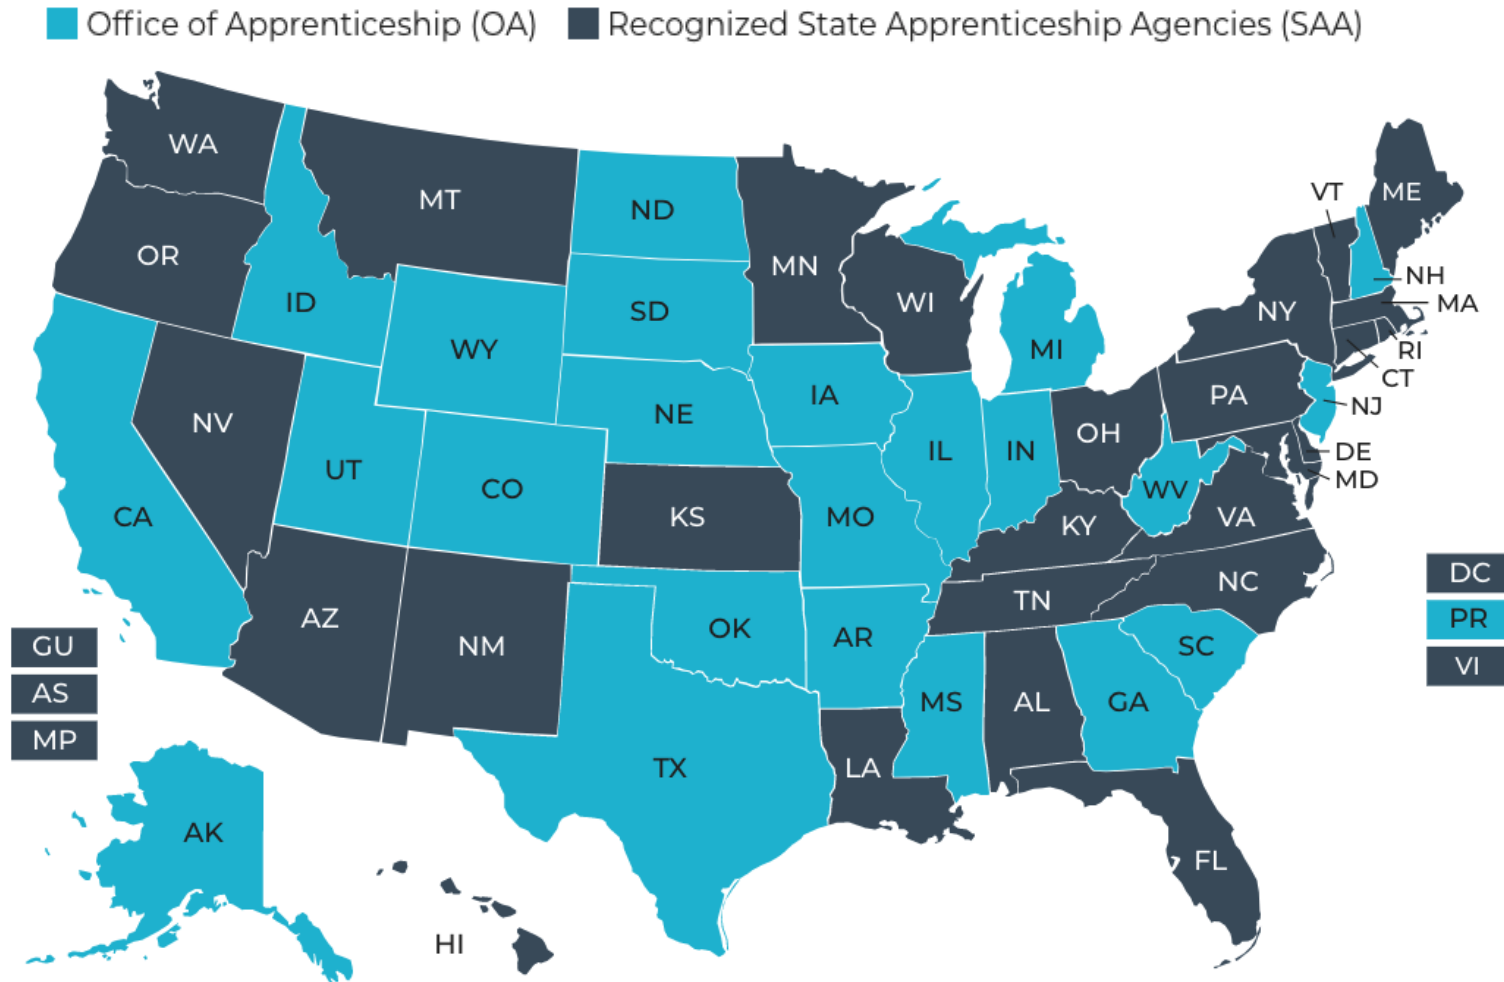 Office of Apprenticeship (OA) Recognized State Apprenticeship Agencies (SAA)
WA
MT
ND
MN
VT
ME
OR
ID
SD
WI
NH
NY
MA
WY
MI
RI
CT
NV
NE
IA
PA
NJ
UT
CO
IL
IN
OH
DE
MD
CA
KS
MO
WV
KY
VA
AZ
NM
OK
AR
TN
NC
DC
GU
SC
PR
AS
MS
AL
GA
VI
MP
TX
LA
AK
FL
HI